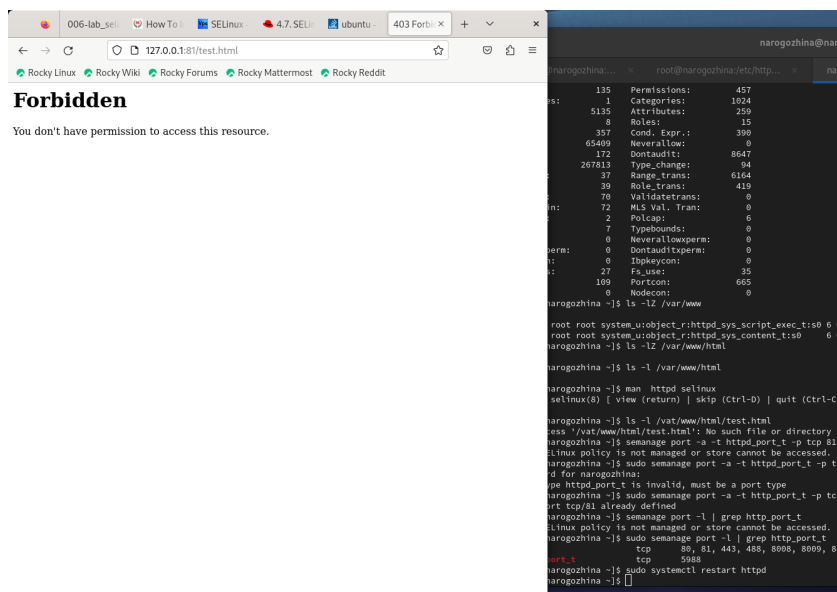 006-lab_seli
How To In
SELinux -
4.7. SELin
ubuntu -
403 Forbid
127.0.0.1:81/test.html
Rocky Linux
Rocky Wiki
Rocky Forums
Rocky Mattermost
Rocky Reddit
Forbidden
You don't have permission to access this resource.
narogozhina@nar
@narogozhina:...
root@narogozhina:/etc/http...
na
135 Permissions: 457
es: 1 Categories: 1024
5135 Attributes: 259
8 Roles: 15
357 Cond. Expr.: 390
65409 Neverallow: 0
172 Dontaudit: 8647
267813 Type_change: 94
: 37 Range_trans: 6164
39 Role_trans: 419
70 Validatetrans: 0
in: 72 MLS Val. Tran: 0
: 2 Polcap: 6
7 Typebounds: 0
0 Neverallowxperm: 0
perm: 0 Dontauditxperm: 0
n: 0 Ibpkeycon: 0
s: 27 Fs_use: 35
109 Portcon: 665
0 Nodecon: 0
narogozhina ~]$ ls -lZ /var/www
root root system_u:object_r:httpd_sys_script_exec_t:s0 6
root root system_u:object_r:httpd_sys_content_t:s0 6
narogozhina ~]$ ls -lZ /var/www/html
narogozhina ~]$ ls -l /var/www/html
narogozhina ~]$ man httpd selinux
selinux(8) [ view (return) | skip (Ctrl-D) | quit (Ctrl-C
narogozhina ~]$ ls -l /vat/www/html/test.html
cess '/vat/www/html/test.html': No such file or directory
narogozhina ~]$ semanage port -a -t httpd_port_t -p tcp 81
ELinux policy is not managed or store cannot be accessed.
narogozhina ~]$ sudo semanage port -a -t httpd_port_t -p t
rd for narogozhina:
ype httpd_port_t is invalid, must be a port type
narogozhina ~]$ sudo semanage port -a -t http_port_t -p tc
ort tcp/81 already defined
narogozhina ~]$ semanage port -l | grep http_port_t
ELinux policy is not managed or store cannot be accessed.
narogozhina ~]$ sudo semanage port -l | grep http_port_t
tcp 80, 81, 443, 488, 8008, 8009, 8
port_t tcp 5988
narogozhina ~]$ sudo systemctl restart httpd
narogozhina ~]$